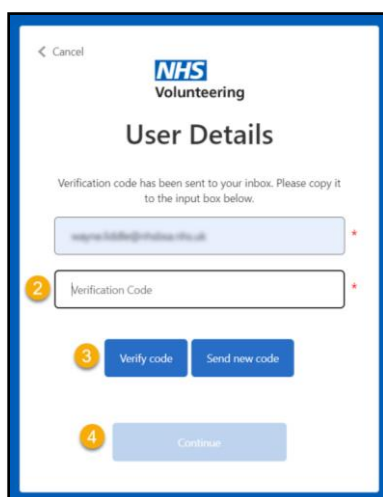 Cancel
NHS
Volunteering
User Details
Verification code has been sent to your inbox. Please copy it
to the input box below.
*
2
Verification Code
*
3
Verify code
Send new code
4
Continue